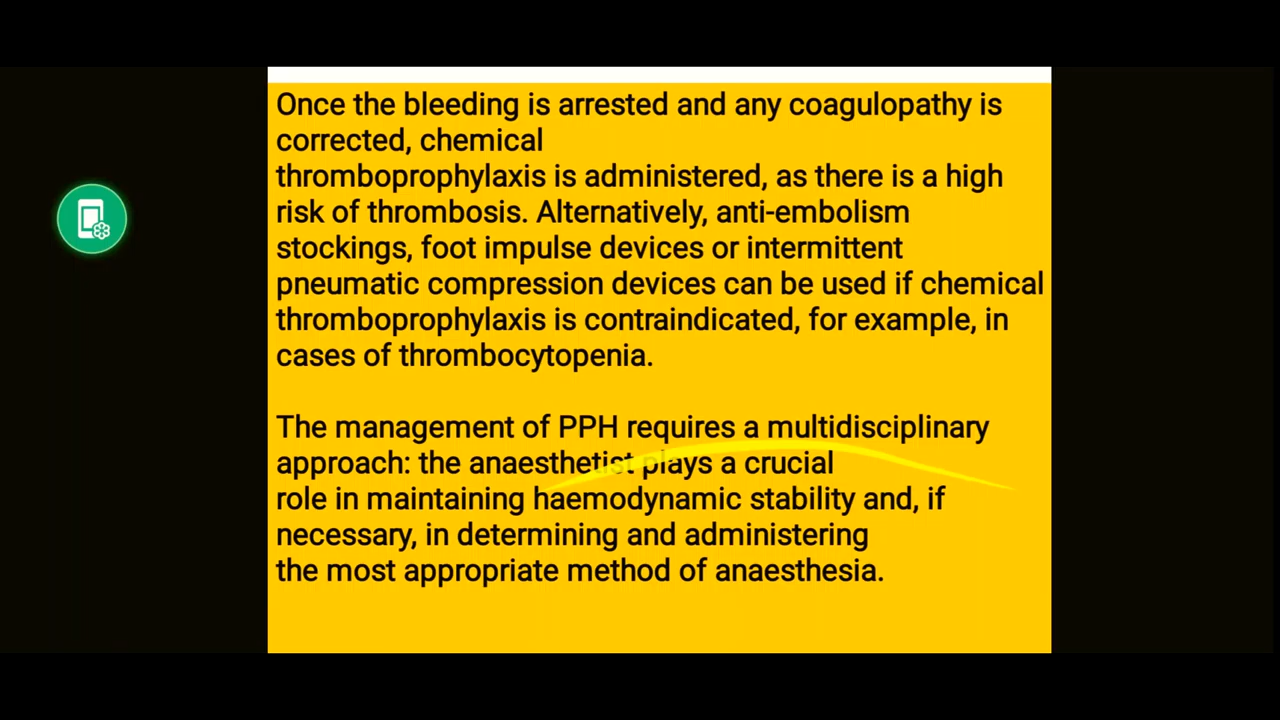 Once the bleeding is arrested and any coagulopathy is
corrected, chemical
thromboprophylaxis is administered, as there is a high
risk of thrombosis. Alternatively, anti-embolism
stockings, foot impulse devices or intermittent
pneumatic compression devices can be used if chemical
thromboprophylaxis is contraindicated, for example, in
cases of thrombocytopenia.
The management of PPH requires a multidisciplinary
approach: the anaesthetist plays a crucial
role in maintaining haemodynamic stability and, if
necessary, in determining and administering
the most appropriate method of anaesthesia.